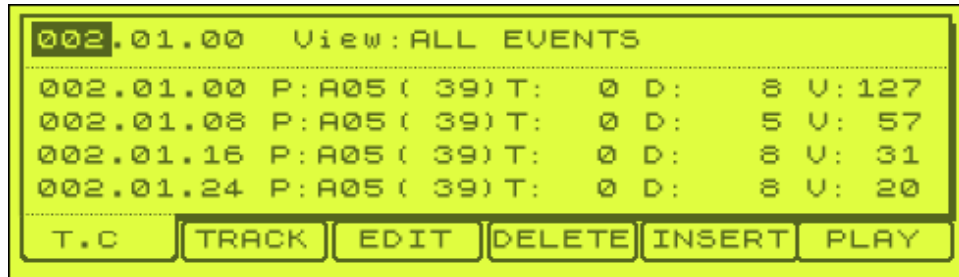 002.01.00 View:ALL EVENTS
002.01.00 P:A05( 39)T: 0 D: 8 V:127
002.01.08 P:A05( 39)T: 0 D: 5 V: 57
002.01.16 P:A05( 39)T: 0 D: 8 V: 31
002.01.24 P:A05( 39)T: 0 D: 8 V: 20
T.C TRACK EDIT DELETE INSERT PLAY